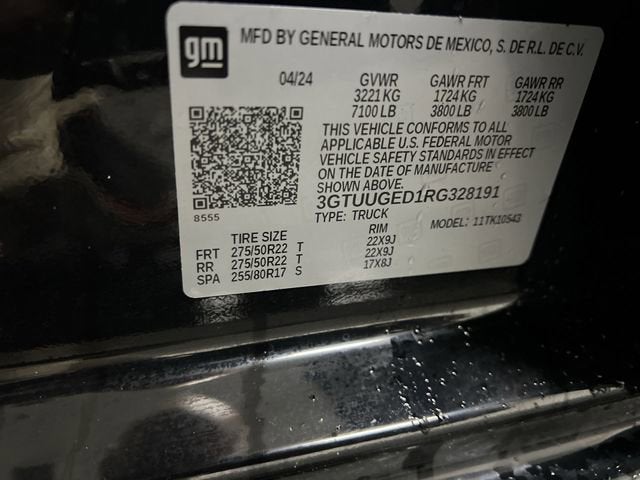 gm
MFD BY GENERAL MOTORS DE MEXICO, S. DE R.L. DE C.V.
04/24 GVWR GAWR FRT GAWR RR
3221 KG 1724 KG 1724 KG
7100 LB 3800 LB 3800 LB
THIS VEHICLE CONFORMS TO ALL
APPLICABLE U.S. FEDERAL MOTOR
VEHICLE SAFETY STANDARDS IN EFFECT
ON THE DATE OF MANUFACTURE
SHOWN ABOVE.
8555
3GTUUGED1RG328191
TYPE: TRUCK MODEL: 11TK10543
TIRE SIZE RIM
FRT 275/50R22 T 22X9J
RR 275/50R22 T 22X9J
SPA 255/80R17 S 17X8J